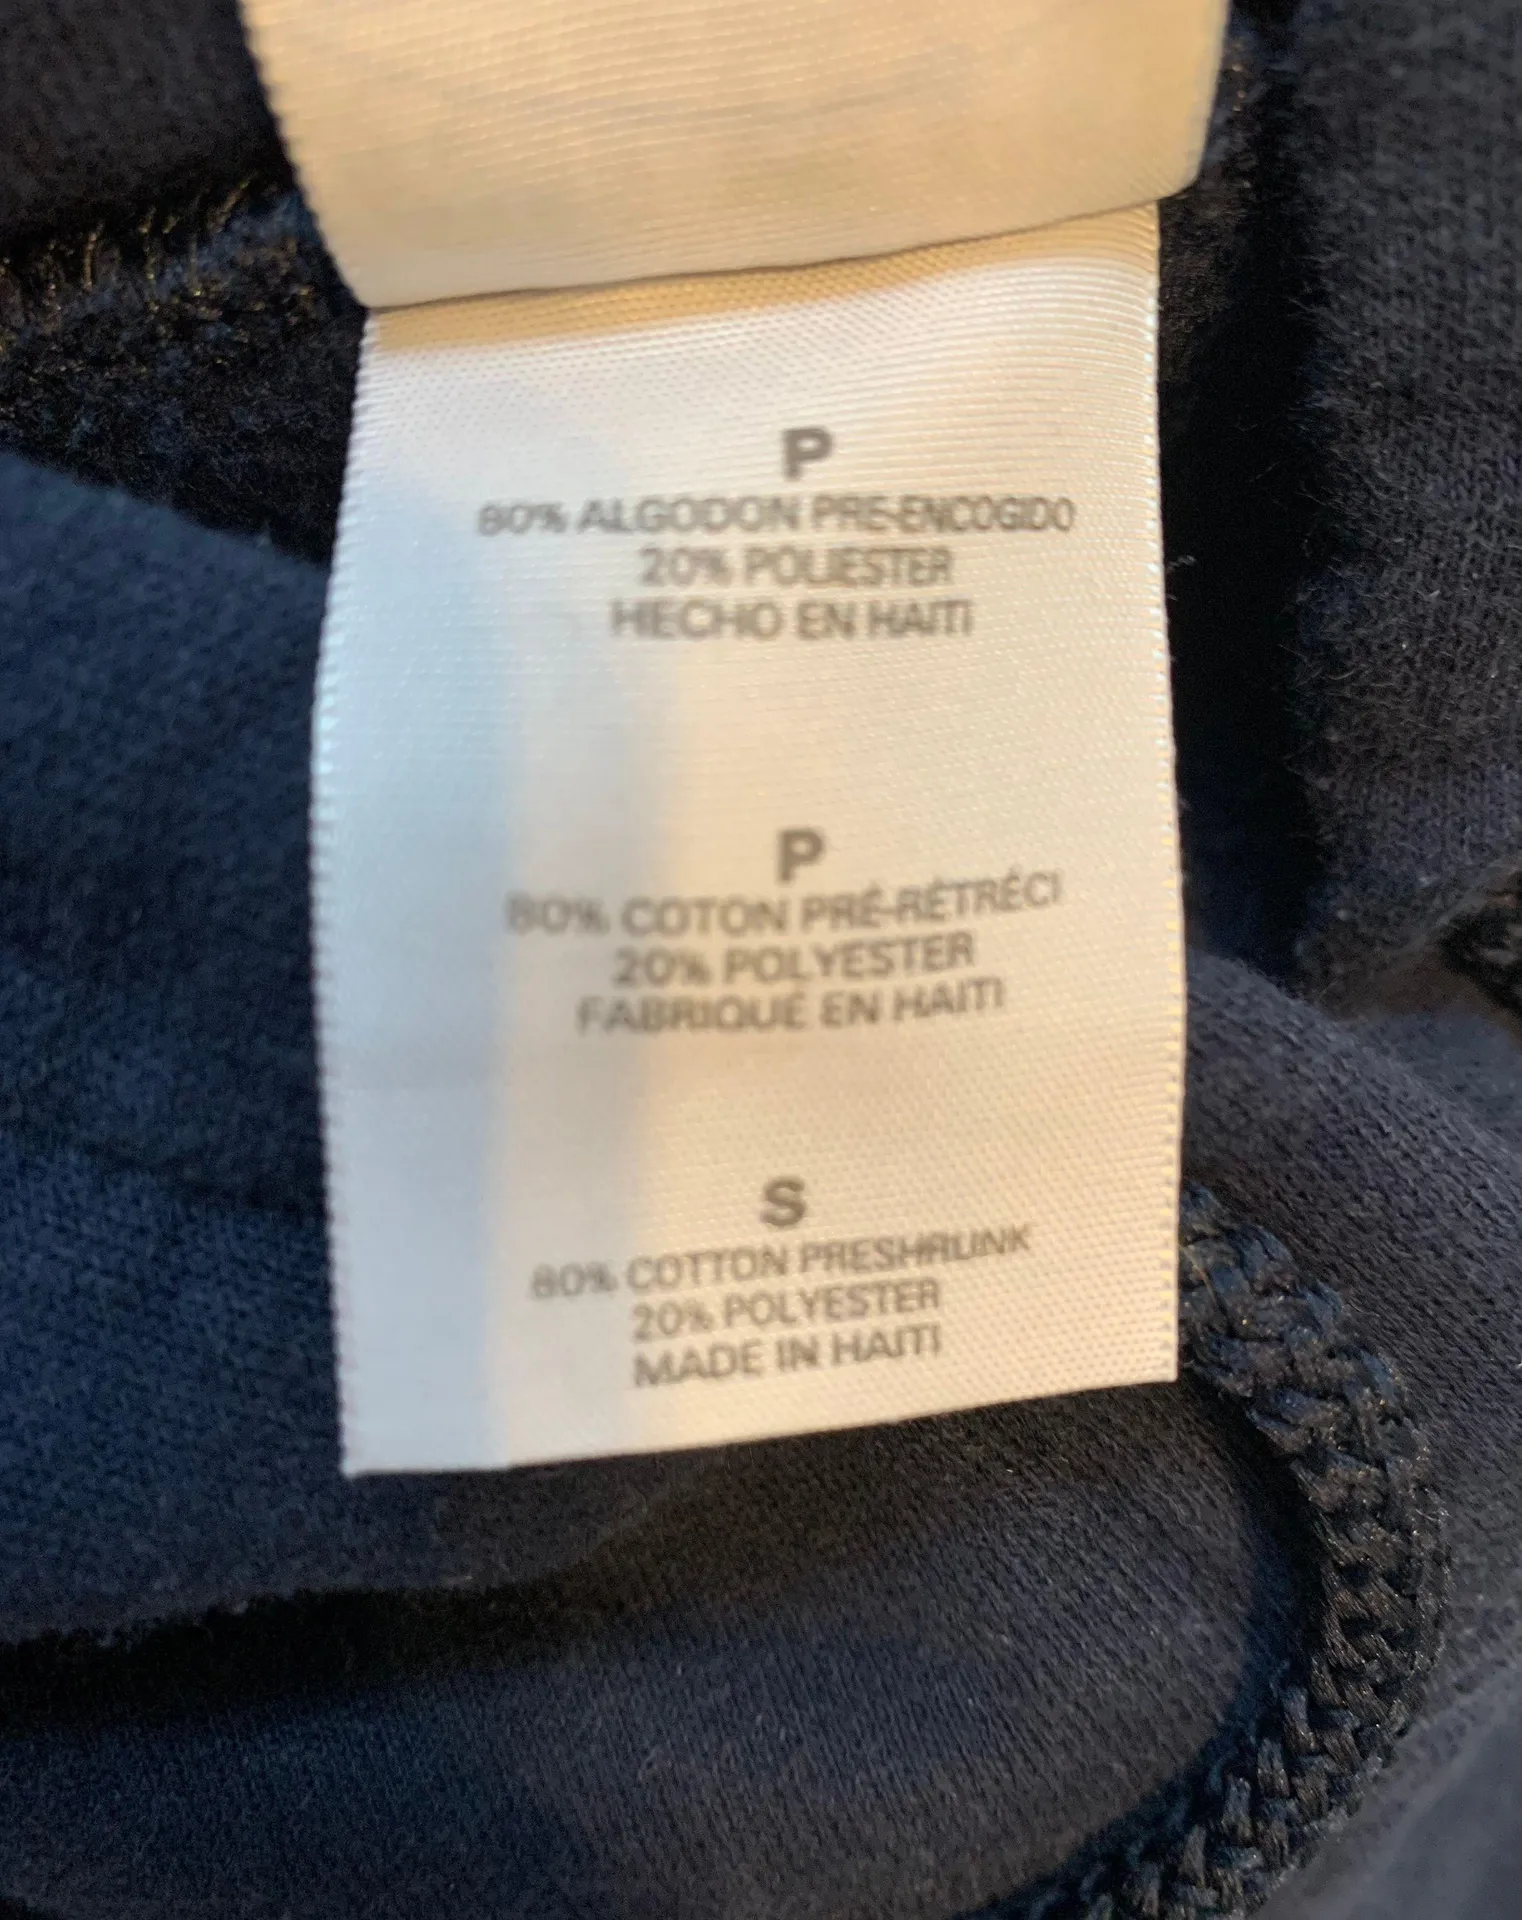 P
80% ALGODON PRE-ENCOGIDO
20% POLIESTER
HECHO EN HAITI
P
80% COTON PRÉ-RÉTRÉCI
20% POLYESTER
FABRIQUÉ EN HAITI
S
80% COTTON PRESHRUNK
20% POLYESTER
MADE IN HAITI